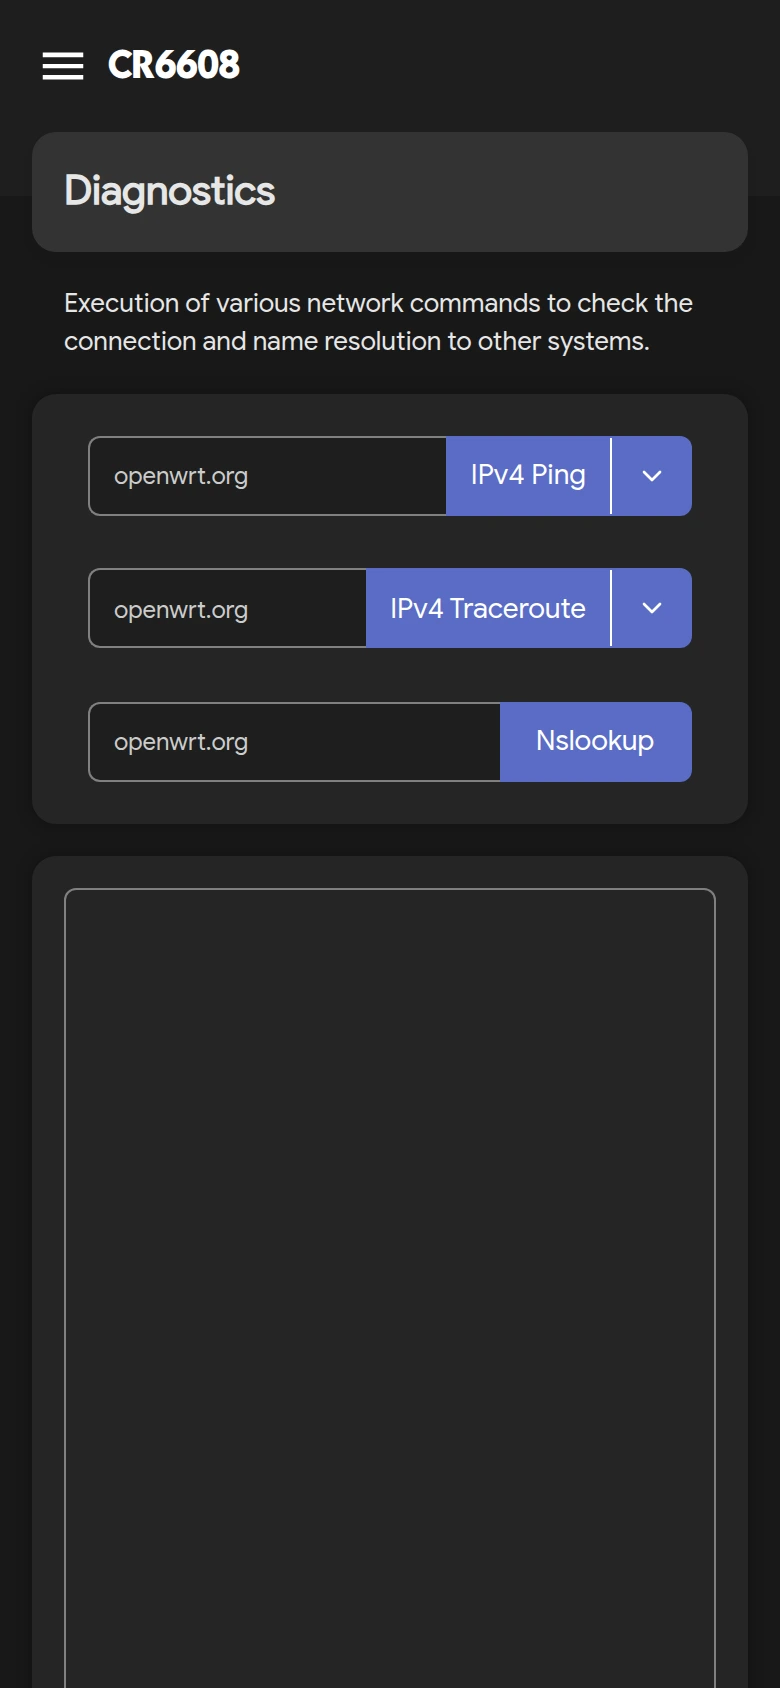 CR6608
Diagnostics
Execution of various network commands to check the
connection and name resolution to other systems.
openwrt.org IPv4 Ping
openwrt.org IPv4 Traceroute
openwrt.org Nslookup